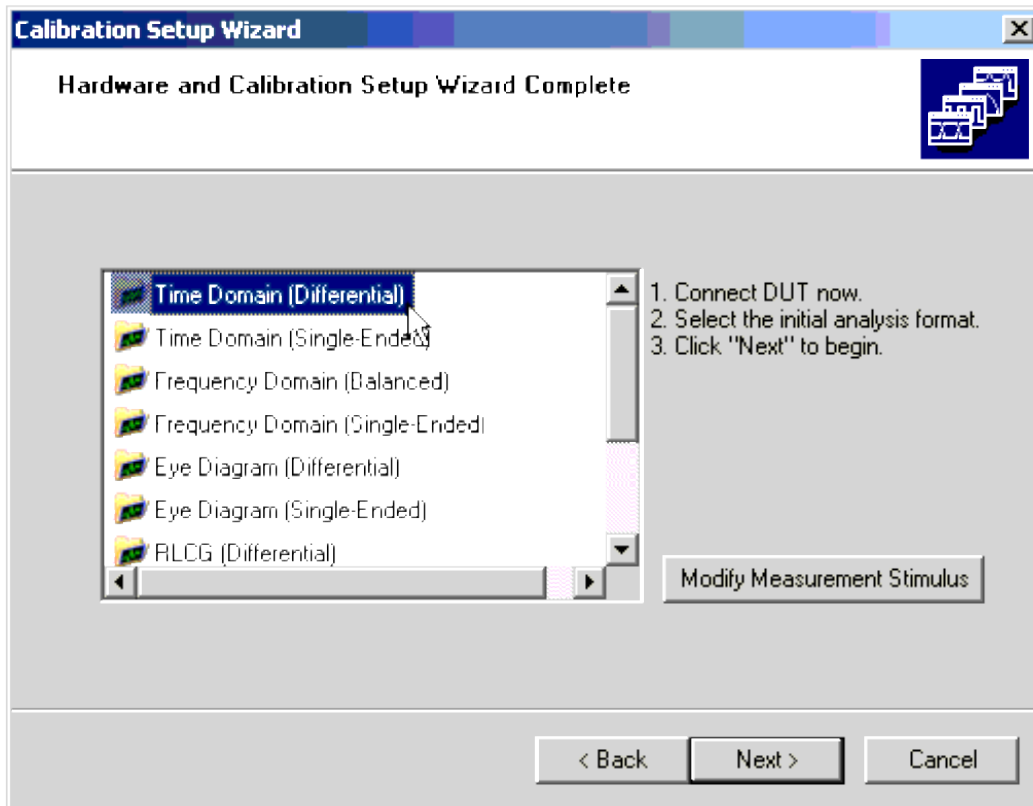 Calibration Setup Wizard
Hardware and Calibration Setup Wizard Complete
Time Domain (Differential)
Time Domain (Single-Ended)
Frequency Domain (Balanced)
Frequency Domain (Single-Ended)
Eye Diagram (Differential)
Eye Diagram (Single-Ended)
RLCG (Differential)
1. Connect DUT now.
2. Select the initial analysis format.
3. Click "Next" to begin.
Modify Measurement Stimulus
< Back
Next >
Cancel